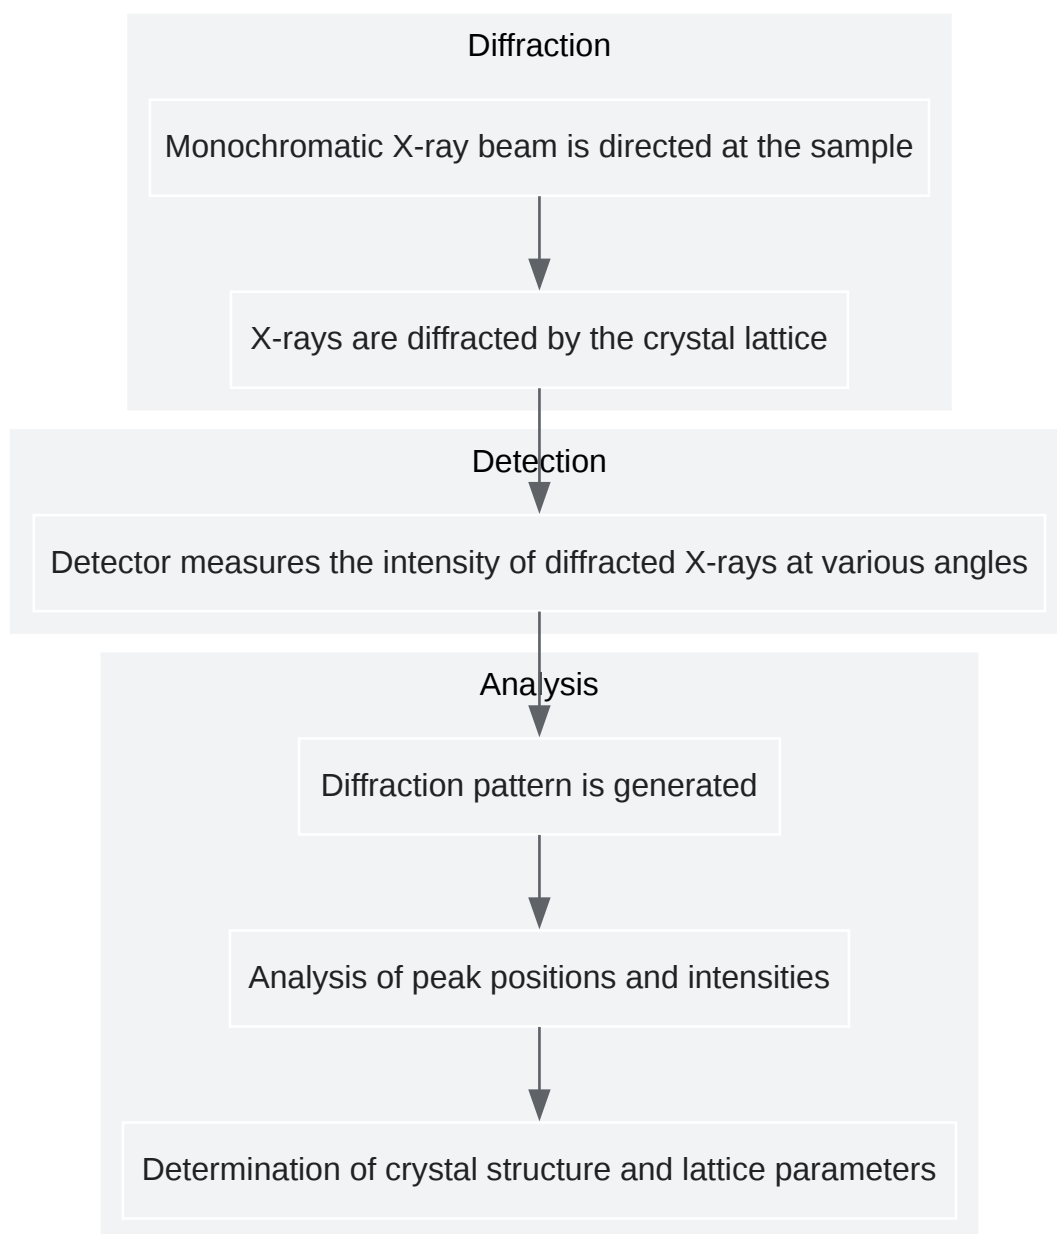 Diffraction
Monochromatic X-ray beam is directed at the sample
X-rays are diffracted by the crystal lattice
Detection
Detector measures the intensity of diffracted X-rays at various angles
Analysis
Diffraction pattern is generated
Analysis of peak positions and intensities
Determination of crystal structure and lattice parameters